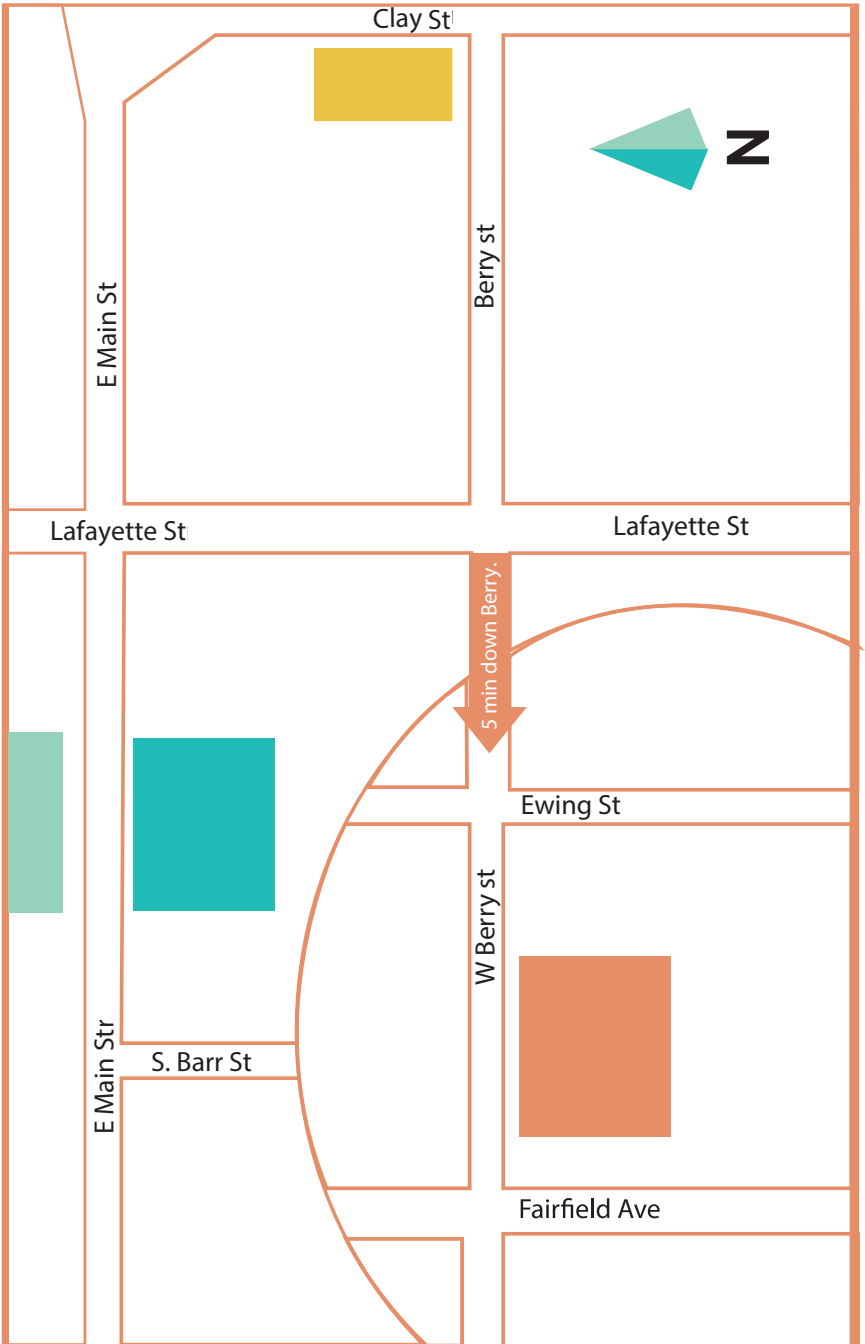 Clay St
N
Berry st
E Main St
Lafayette St
Lafayette St
5 min down Berry.
Ewing St
W Berry st
E Main Str
S. Barr St
Fairfield Ave